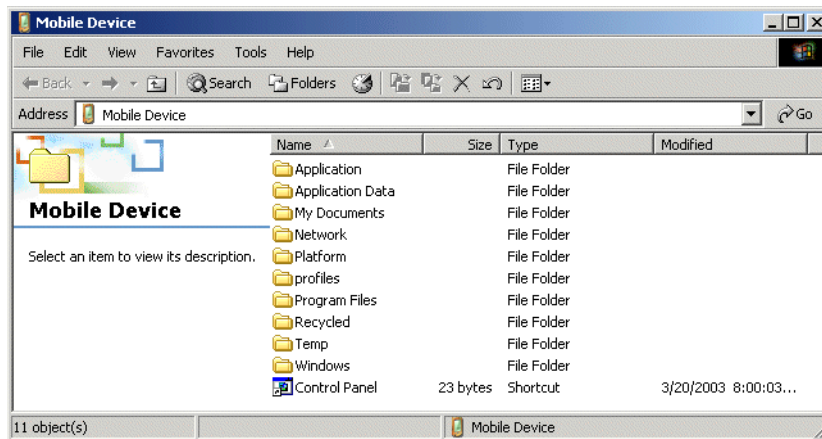 Mobile Device
File Edit View Favorites Tools Help
Back Search Folders
Address Mobile Device Go
Name Size Type Modified
Application File Folder
Application Data File Folder
My Documents File Folder
Network File Folder
Platform File Folder
profiles File Folder
Program Files File Folder
Recycled File Folder
Temp File Folder
Windows File Folder
Control Panel 23 bytes Shortcut 3/20/2003 8:00:03...
Mobile Device
Select an item to view its description.
11 object(s) Mobile Device